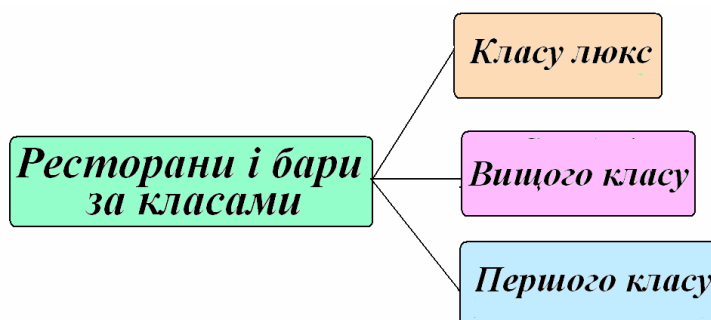 Ресторани і бари
за класами
Класу люкс
Вищого класу
Першого класу